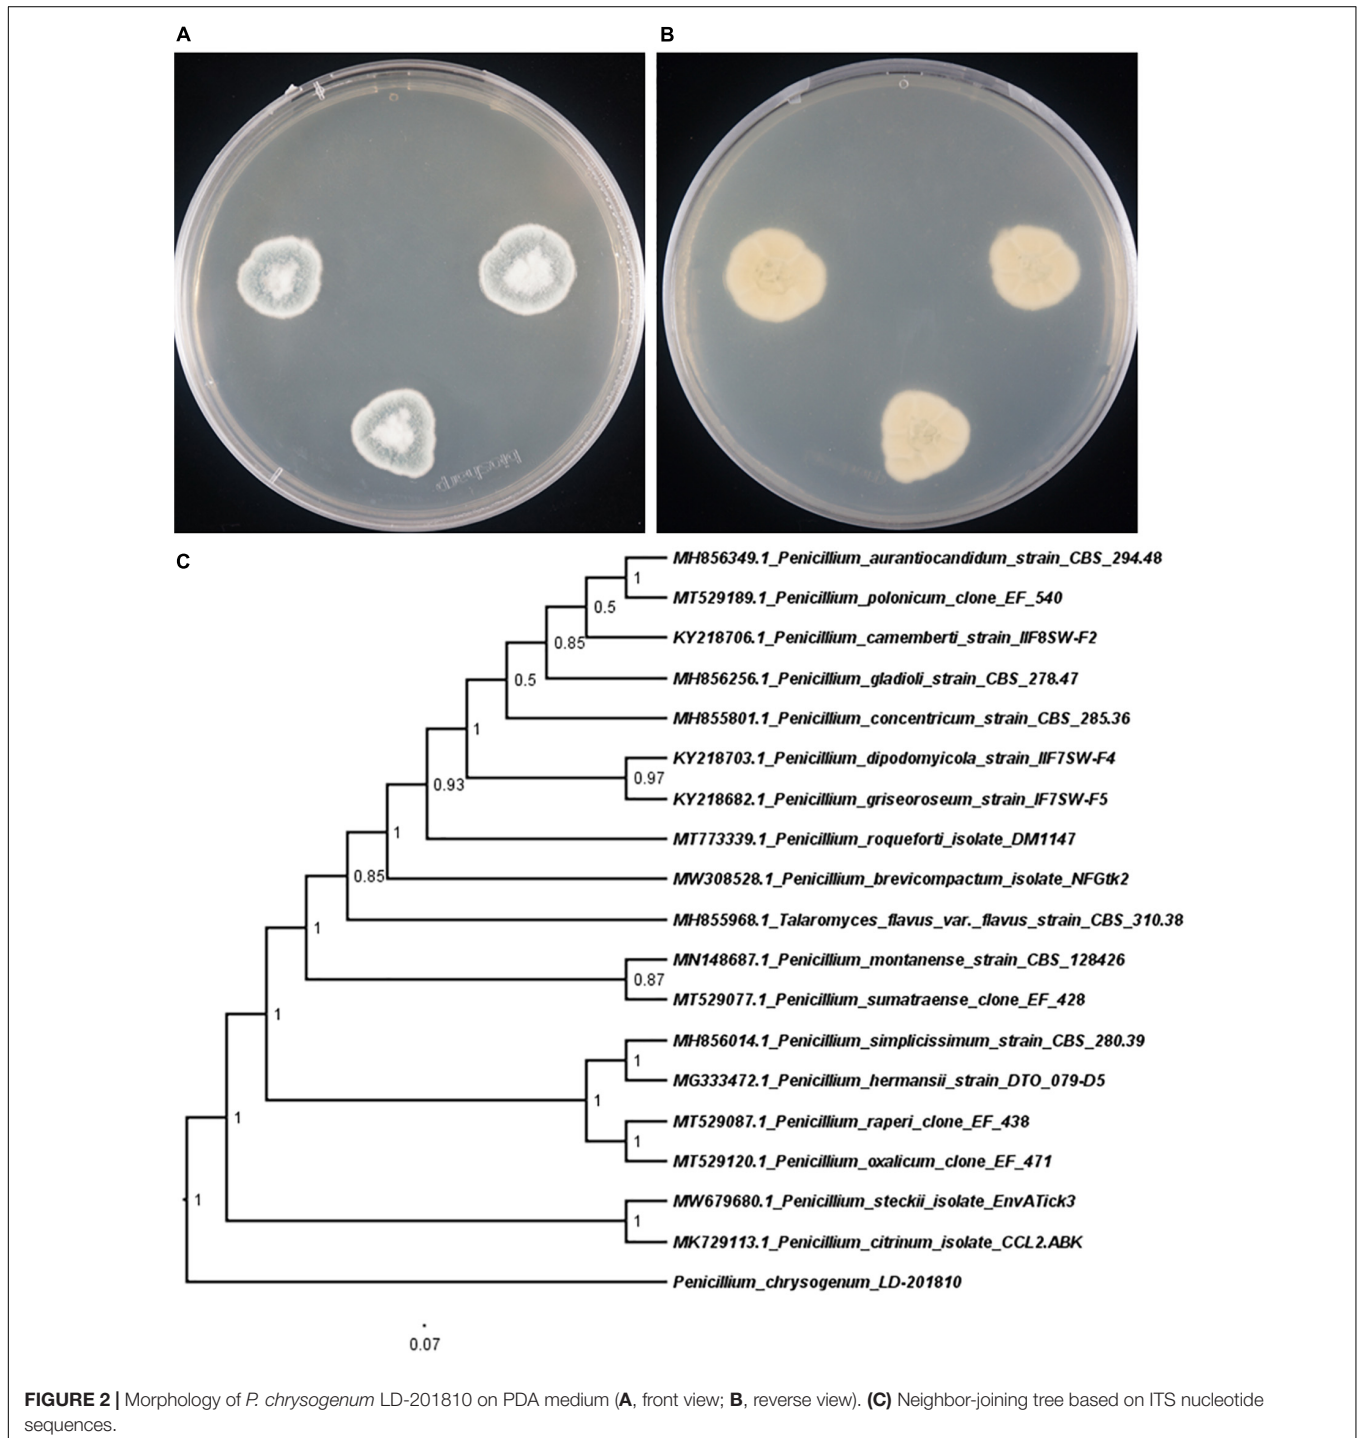 A
B
biosharp
C
MH856349.1_Penicillium_aurantiocandidum_strain_CBS_294.48
1
MT529189.1_Penicillium_polonicum_clone_EF_540
0.5
KY218706.1_Penicillium_camemberti_strain_IIF8SW-F2
0.85
MH856256.1_Penicillium_gladioli_strain_CBS_278.47
0.5
MH855801.1_Penicillium_concentricum_strain_CBS_285.36
1
KY218703.1_Penicillium_dipodomyicola_strain_IIF7SW-F4
0.97
0.93
KY218682.1_Penicillium_griseoroseum_strain_IF7SW-F5
MT773339.1_Penicillium_roqueforti_isolate_DM1147
1
MW308528.1_Penicillium_brevicompactum_isolate_NFGtk2
0.85
MH855968.1_Talaromyces_flavus_var._flavus_strain_CBS_310.38
1
MN148687.1_Penicillium_montanense_strain_CBS_128426
0.87
MT529077.1_Penicillium_sumatraense_clone_EF_428
1
MH856014.1_Penicillium_simplicissimum_strain_CBS_280.39
1
MG333472.1_Penicillium_hermansii_strain_DTO_079-D5
1
MT529087.1_Penicillium_raperi_clone_EF_438
1
1
MT529120.1_Penicillium_oxalicum_clone_EF_471
MW679680.1_Penicillium_steckii_isolate_EnvATick3
1
1
MK729113.1_Penicillium_citrinum_isolate_CCL2.ABK
Penicillium_chrysogenum_LD-201810
0.07
FIGURE 2 | Morphology of P. chrysogenum LD-201810 on PDA medium (A, front view; B, reverse view). (C) Neighbor-joining tree based on ITS nucleotide
sequences.